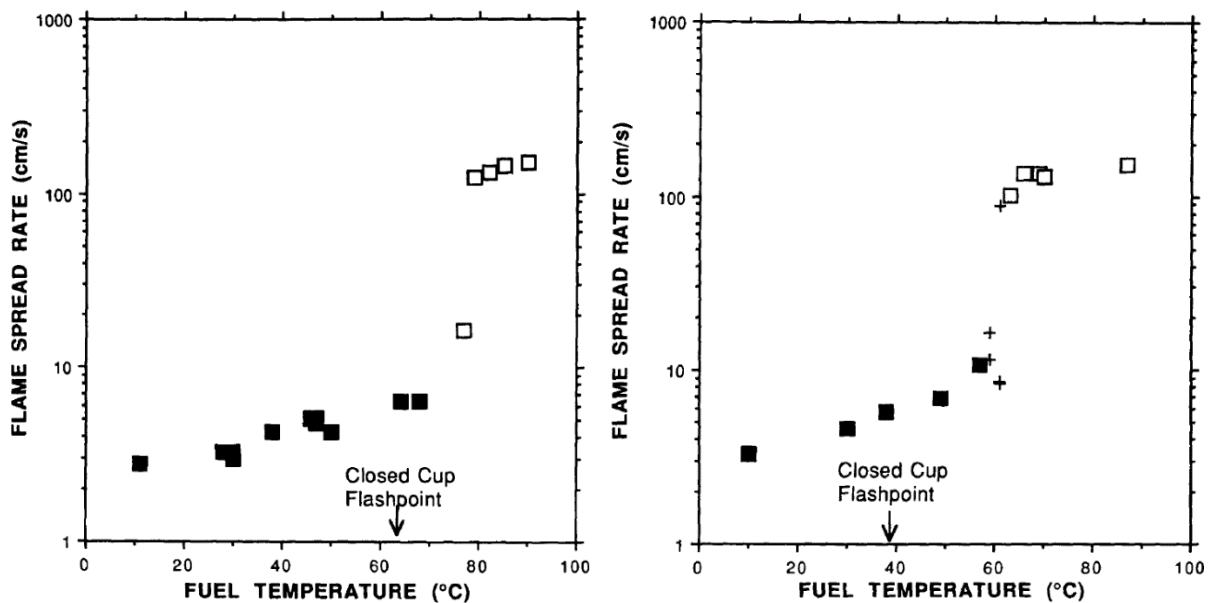 1000
100
10
1
FLAME SPREAD RATE (cm/s)
Closed Cup
Flashpoint
0 20 40 60 80 100
FUEL TEMPERATURE (°C)
1000
100
10
1
FLAME SPREAD RATE (cm/s)
Closed Cup
Flashpoint
0 20 40 60 80 100
FUEL TEMPERATURE (°C)